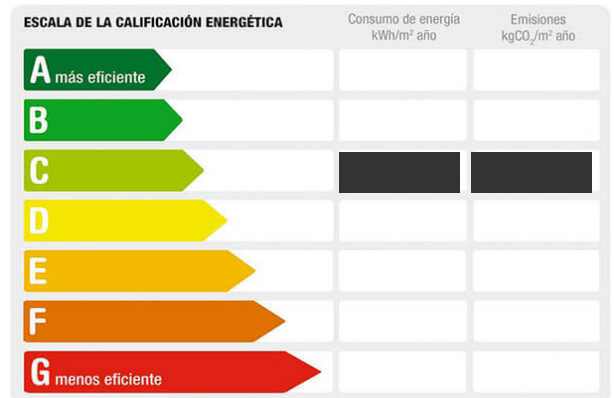 ESCALA DE LA CALIFICACIÓN ENERGÉTICA
Consumo de energía
kWh/m² año
Emisiones
kgCO₂/m² año
A más eficiente
B
C
D
E
F
G menos eficiente